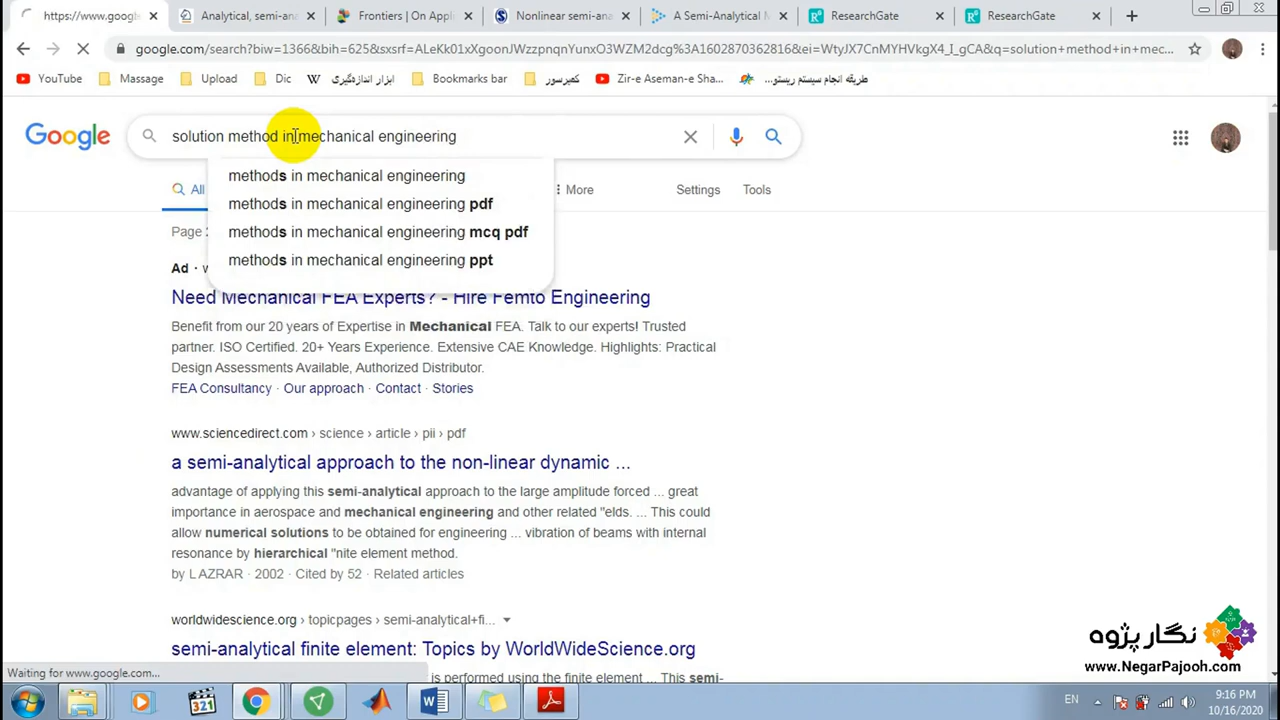 https://www.googl
Analytical, semi-an
Frontiers | On Appl
Nonlinear semi-ana
A Semi-Analytical M
ResearchGate
ResearchGate
google.com/search?biw=1366&bih=625&sxsrf=ALeKk01xXgoonJWzzpnqnYunxO3WZM2dcg%3A1602870362816&ei=WtyJX7CnMYHVkgX4_I_gCA&q=solution+method+in+mec...
YouTube
Massage
Upload
Dic
ابزار اندازه‌گیری
Bookmarks bar
کمپرسور
Zir-e Aseman-e Sha...
طریقه انجام سیستم ریستو...
Google
solution method in mechanical engineering
methods in mechanical engineering
methods in mechanical engineering pdf
methods in mechanical engineering mcq pdf
methods in mechanical engineering ppt
All
More
Settings
Tools
Page 2
Ad · w
Need Mechanical FEA Experts? - Hire Femto Engineering
Benefit from our 20 years of Expertise in Mechanical FEA. Talk to our experts! Trusted
partner. ISO Certified. 20+ Years Experience. Extensive CAE Knowledge. Highlights: Practical
Design Assessments Available, Authorized Distributor.
FEA Consultancy · Our approach · Contact · Stories
www.sciencedirect.com › science › article › pii › pdf
a semi-analytical approach to the non-linear dynamic ...
advantage of applying this semi-analytical approach to the large amplitude forced ... great
importance in aerospace and mechanical engineering and other related "elds. ... This could
allow numerical solutions to be obtained for engineering ... vibration of beams with internal
resonance by hierarchical "nite element method.
by L AZRAR · 2002 · Cited by 52 · Related articles
worldwidescience.org › topicpages › semi-analytical+fi...
semi-analytical finite element: Topics by WorldWideScience.org
is performed using the finite element ... This semi-
Waiting for www.google.com...
نگار پژوه
www.NegarPajooh.com
321
EN
9:16 PM
10/16/2020